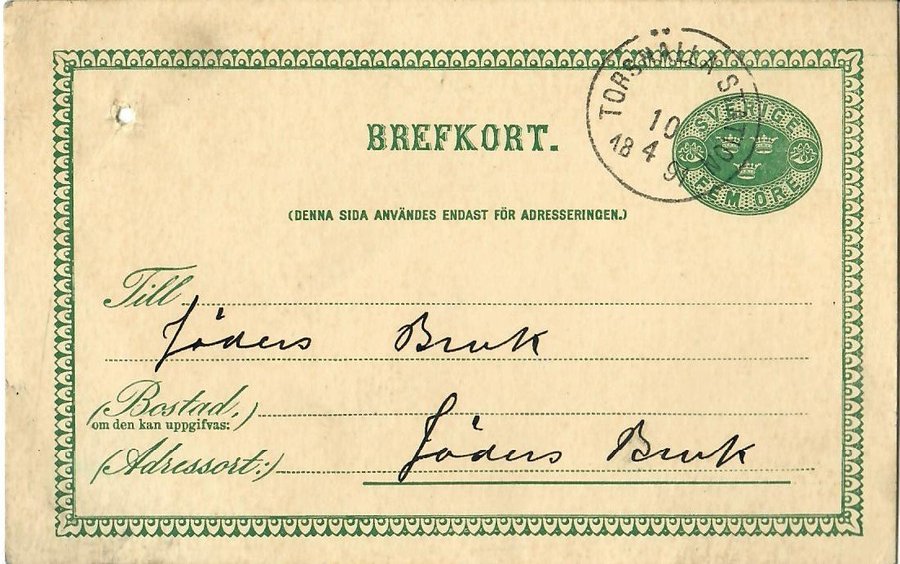 BREFKORT.
TORSHÄLLA STATION
10
18 4 9
SVERIGE
FEM ÖRE
(DENNA SIDA ANVÄNDES ENDAST FÖR ADRESSERINGEN.)
Till
Jäders Bruk
(Bostad,)
om den kan uppgifvas:
(Adressort:) Jäders Bruk